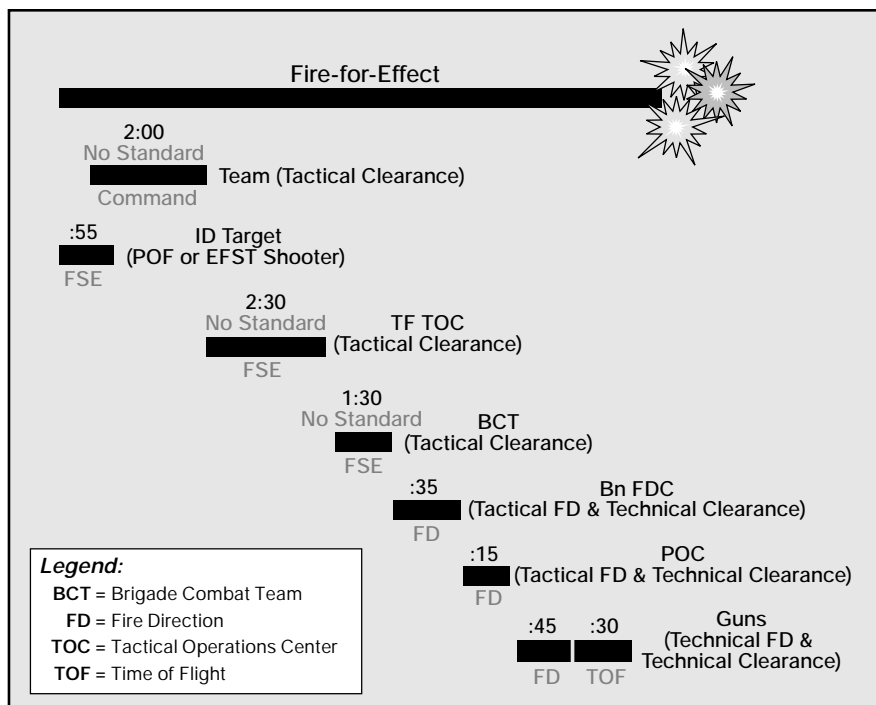 Fire-for-Effect
2:00
No Standard
Team (Tactical Clearance)
Command
:55
ID Target
(POF or EFST Shooter)
FSE
2:30
No Standard
TF TOC
(Tactical Clearance)
FSE
1:30
No Standard
BCT
(Tactical Clearance)
FSE
:35
Bn FDC
(Tactical FD & Technical Clearance)
FD
:15
POC
(Tactical FD & Technical Clearance)
FD
:45
:30
Guns
(Technical FD &
Technical Clearance)
FD
TOF
Legend:
BCT = Brigade Combat Team
FD = Fire Direction
TOC = Tactical Operations Center
TOF = Time of Flight